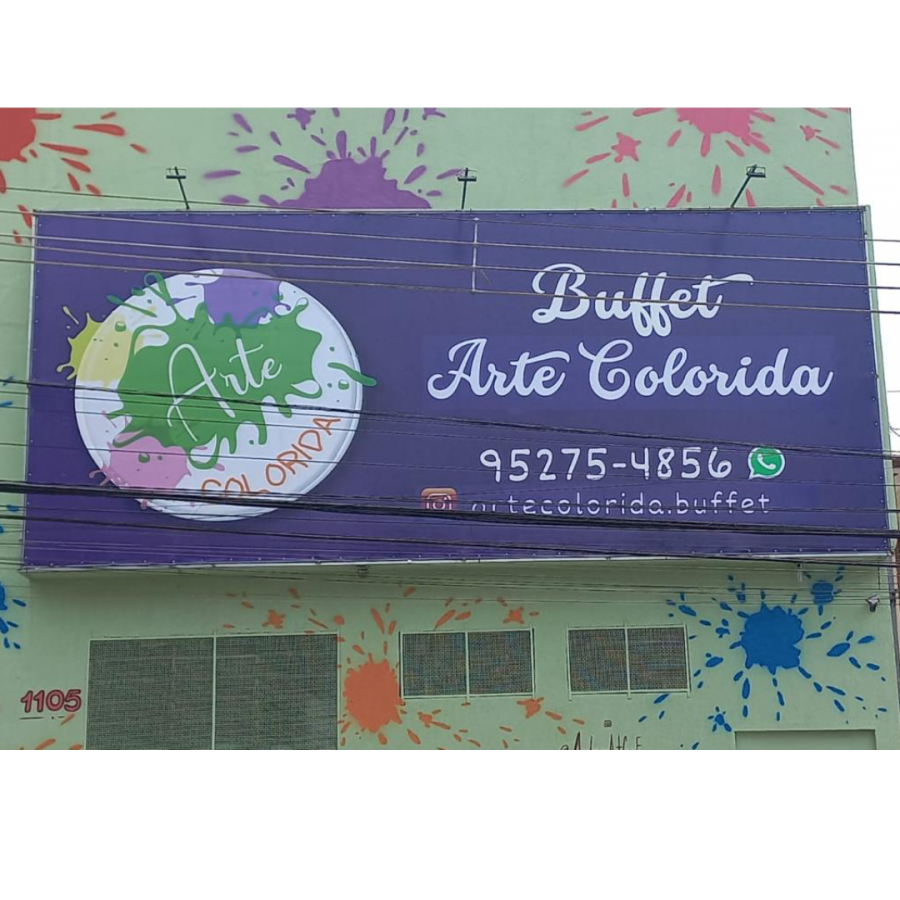 Buffet
Arte Colorida
Arte
COLORIDA
95275-4856
artecolorida.buffet
1105